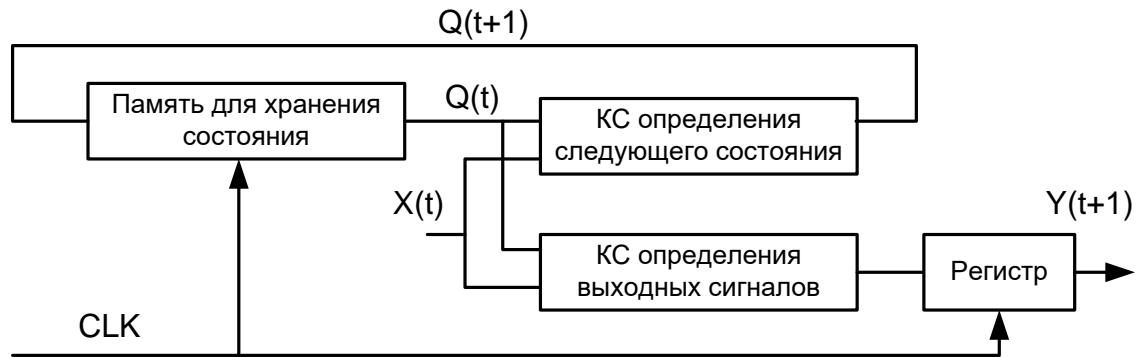 Q(t+1)
Память для хранения
состояния
Q(t)
КС определения
следующего состояния
X(t)
Y(t+1)
КС определения
выходных сигналов
Регистр
CLK